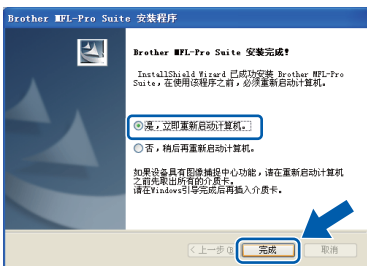 Brother MFL-Pro Suite 安装程序
Brother MFL-Pro Suite 安装完成!
InstallShield Wizard 已成功安装 Brother MFL-Pro
Suite，在使用该程序之前，必须重新启动计算机。
是，立即重新启动计算机。
否，稍后再重新启动计算机。
如果设备具有图像捕捉中心功能，请在重新启动计算机
之前先取出所有的介质卡。
请在Windows引导完成后再插入介质卡。
<上一步(B) 完成 取消